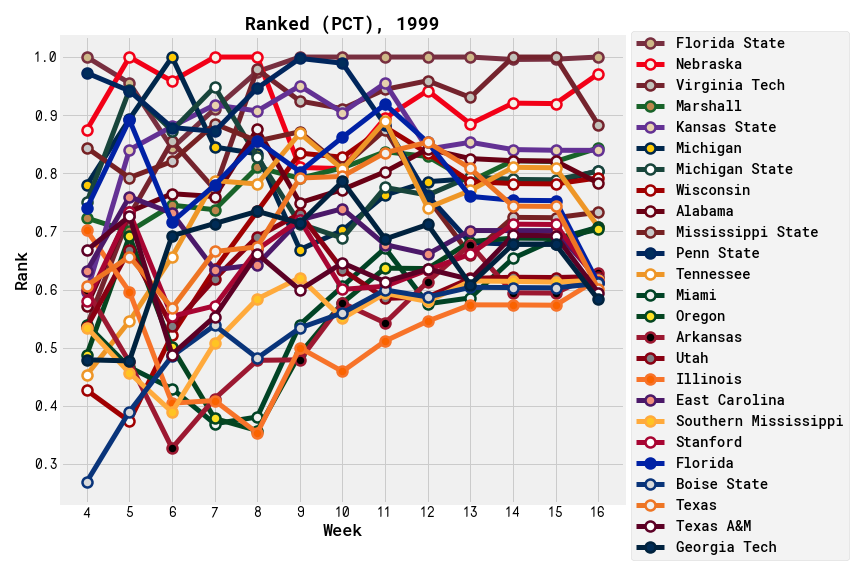 Ranked (PCT), 1999
Rank
1.0
0.9
0.8
0.7
0.6
0.5
0.4
0.3
4 5 6 7 8 9 10 11 12 13 14 15 16
Week
Florida State
Nebraska
Virginia Tech
Marshall
Kansas State
Michigan
Michigan State
Wisconsin
Alabama
Mississippi State
Penn State
Tennessee
Miami
Oregon
Arkansas
Utah
Illinois
East Carolina
Southern Mississippi
Stanford
Florida
Boise State
Texas
Texas A&M
Georgia Tech